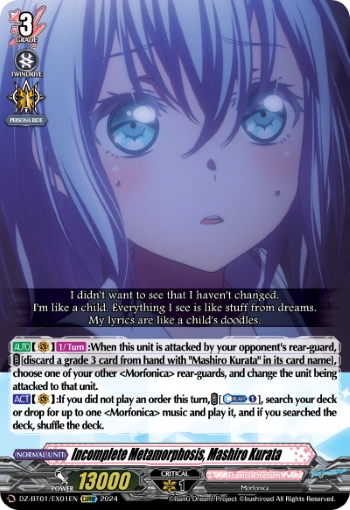 3
GRADE
TWINDRIVE
PERSONA RIDE
I didn't want to see that I haven't changed.
I'm like a child. Everything I see is like stuff from dreams.
My lyrics are like a child's doodles.
AUTO 1/Turn :When this unit is attacked by your opponent's rear-guard,
[discard a grade 3 card from hand with "Mashiro Kurata" in its card name],
choose one of your other <Morfonica> rear-guards, and change the unit being
attacked to that unit.
ACT :If you did not play an order this turn, 1], search your deck
or drop for up to one <Morfonica> music and play it, and if you searched the
deck, shuffle the deck.
NORMAL UNIT Incomplete Metamorphosis, Mashiro Kurata
POWER 13000 CRITICAL 1 BanG Dream!
Morfonica
DZ-BT01/EX01EN 2024 ©BanG Dream! Project ©bushiroad All Rights Reserved.